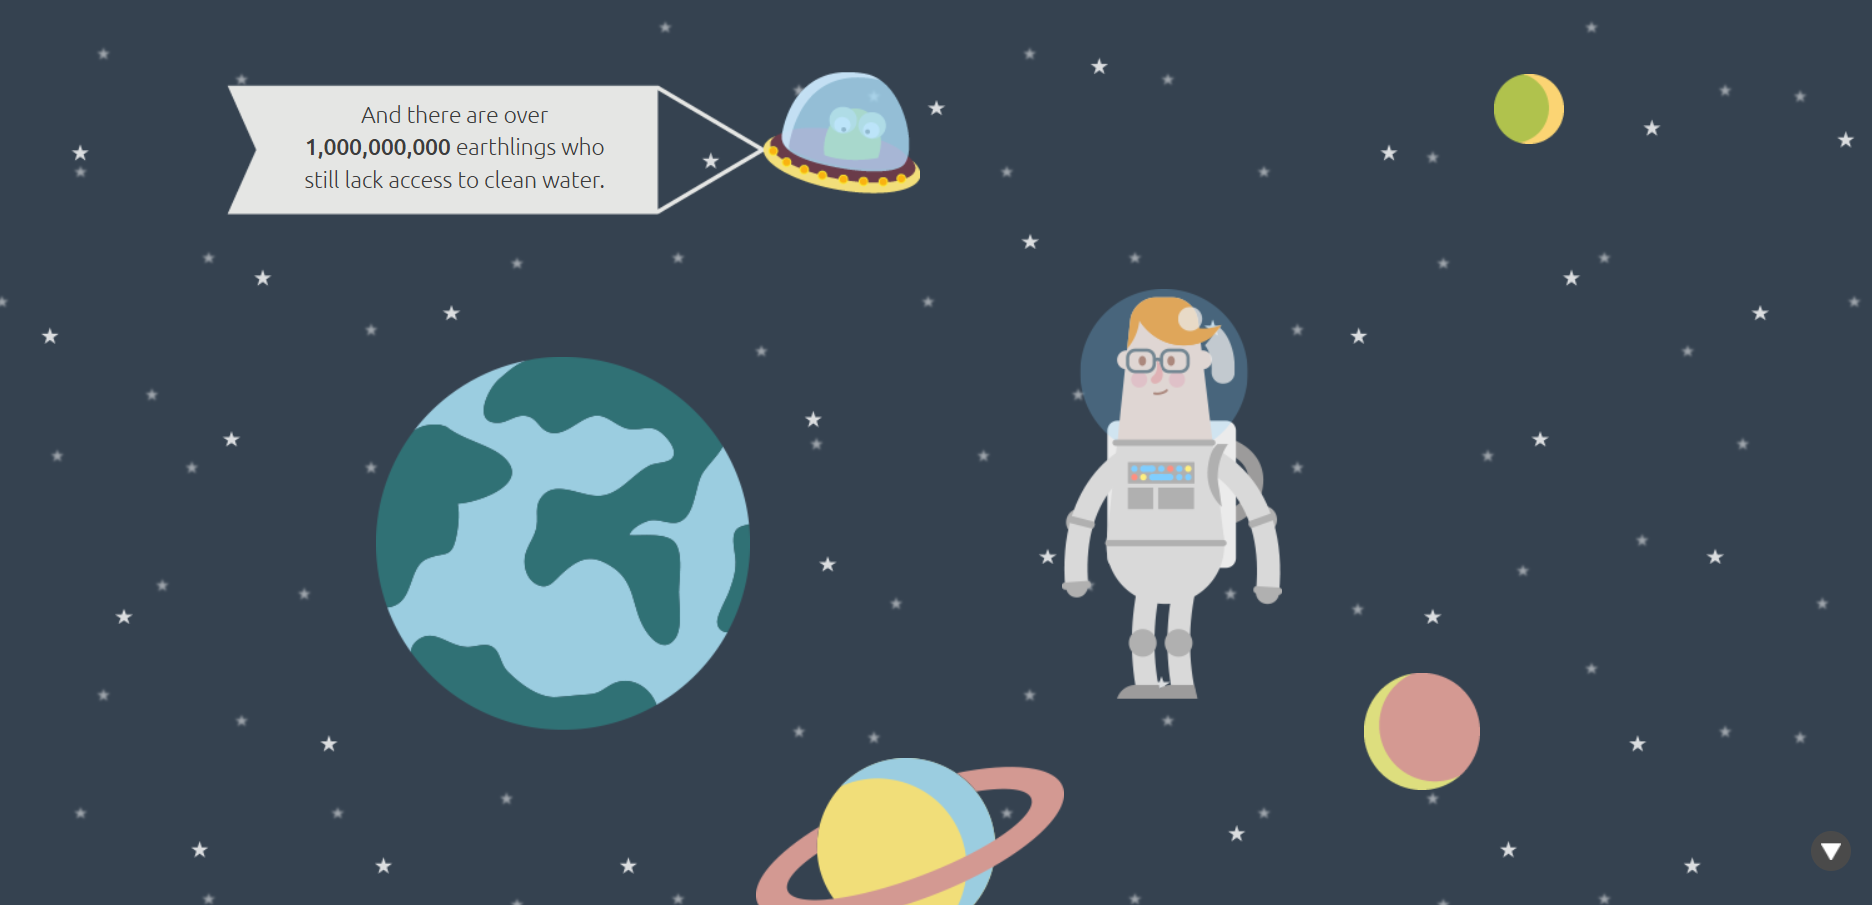 And there are over
1,000,000,000 earthlings who
still lack access to clean water.